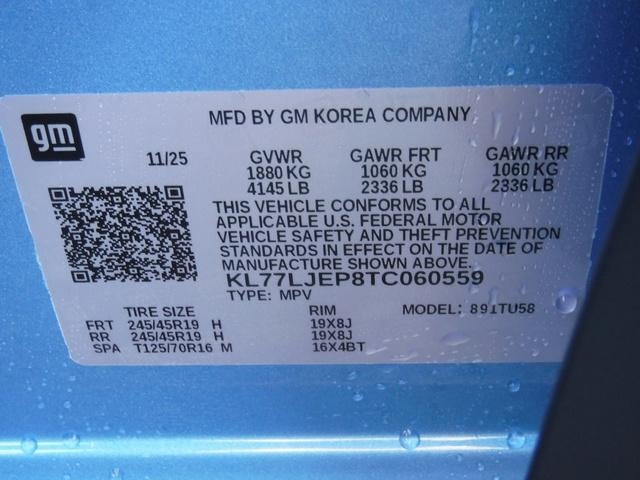 gm
MFD BY GM KOREA COMPANY
11/25 GVWR GAWR FRT GAWR RR
1880 KG 1060 KG 1060 KG
4145 LB 2336 LB 2336 LB
THIS VEHICLE CONFORMS TO ALL
APPLICABLE U.S. FEDERAL MOTOR
VEHICLE SAFETY AND THEFT PREVENTION
STANDARDS IN EFFECT ON THE DATE OF
MANUFACTURE SHOWN ABOVE.
KL77LJEP8TC060559
TYPE: MPV
TIRE SIZE RIM MODEL: 891TU58
FRT 245/45R19 H 19X8J
RR 245/45R19 H 19X8J
SPA T125/70R16 M 16X4BT